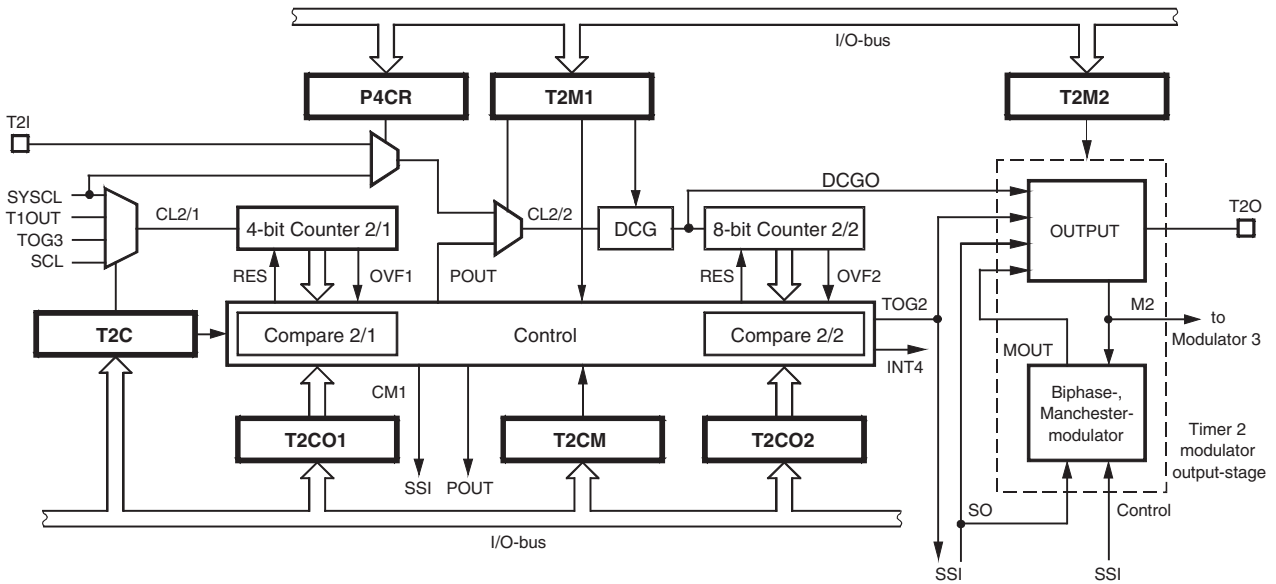 I/O-bus
P4CR
T2M1
T2M2
T2I
SYSCL
T1OUT
TOG3
SCL
CL2/1
4-bit Counter 2/1
CL2/2
DCG
8-bit Counter 2/2
DCGO
OUTPUT
T2O
RES
OVF1
POUT
RES
OVF2
TOG2
M2
to
Modulator 3
T2C
Compare 2/1
Control
Compare 2/2
INT4
MOUT
CM1
Biphase-,
Manchester-
modulator
T2CO1
T2CM
T2CO2
Timer 2
modulator
output-stage
SSI
POUT
SO
Control
I/O-bus
SSI
SSI